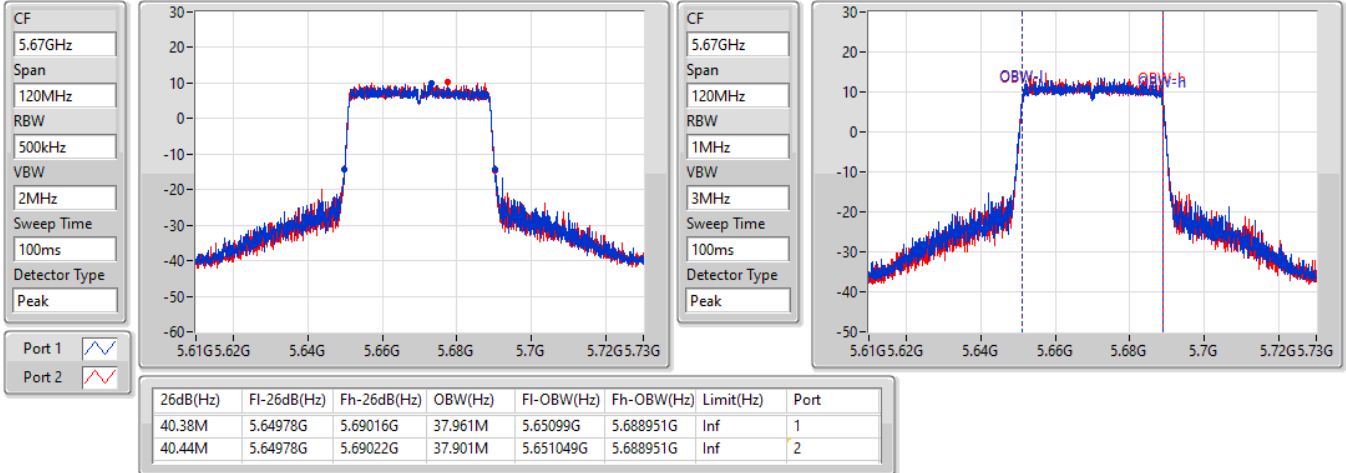 CF
5.67GHz
Span
120MHz
RBW
500kHz
VBW
2MHz
Sweep Time
100ms
Detector Type
Peak
Port 1
Port 2
30-
20-
10-
0-
-10-
-20-
-30-
-40-
-50-
-60-
5.61G 5.62G 5.64G 5.66G 5.68G 5.7G 5.72G 5.73G
CF
5.67GHz
Span
120MHz
RBW
1MHz
VBW
3MHz
Sweep Time
100ms
Detector Type
Peak
30-
20-
10-
0-
-10-
-20-
-30-
-40-
-50-
OBW-l OBW-h
5.61G 5.62G 5.64G 5.66G 5.68G 5.7G 5.72G 5.73G
26dB(Hz) Fl-26dB(Hz) Fh-26dB(Hz) OBW(Hz) Fl-OBW(Hz) Fh-OBW(Hz) Limit(Hz) Port
40.38M 5.64978G 5.69016G 37.961M 5.65099G 5.688951G Inf 1
40.44M 5.64978G 5.69022G 37.901M 5.651049G 5.688951G Inf 2